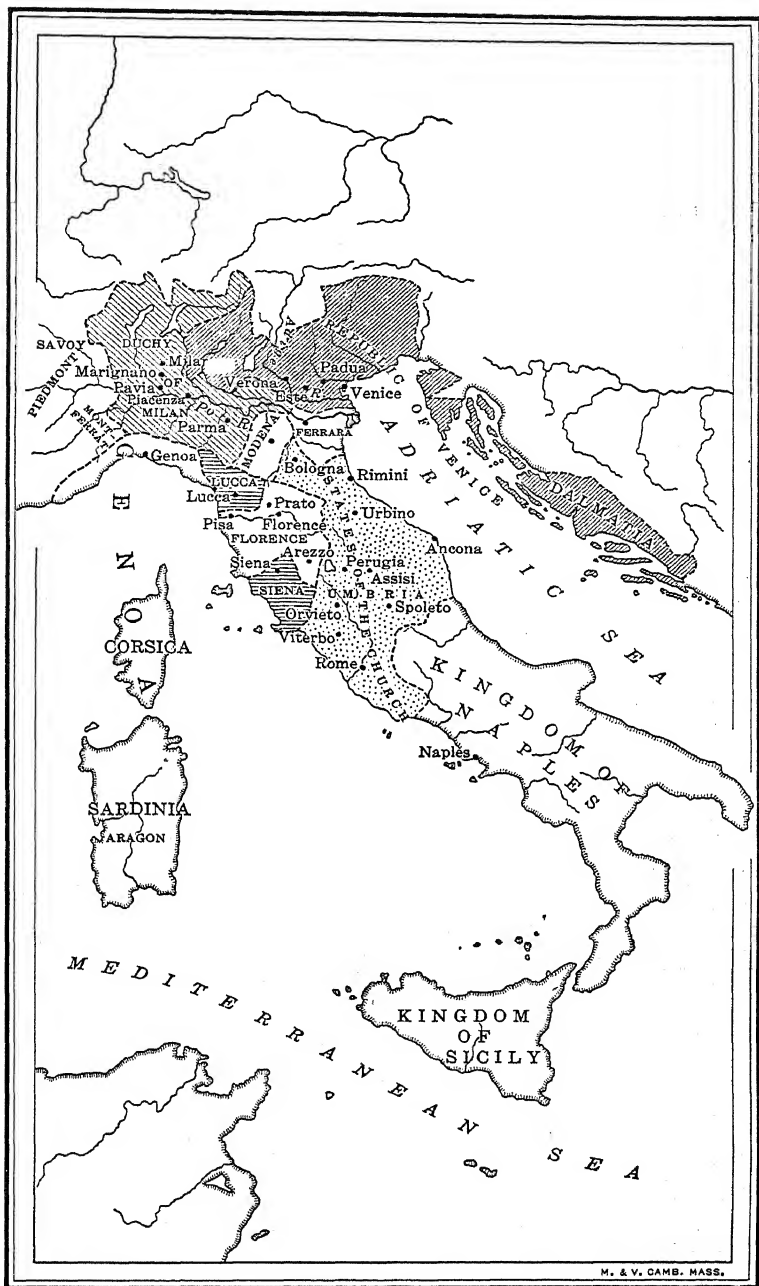 SAVOY
PIEDMONT
MONT
FERRAT
DUCHY
OF
MILAN
Mila
Marignano
Pavia
Piacenza
Po R.
Parma
Verona
Este
Padua
Venice
REPUBLIC OF VENICE
FERRARA
MODENA
Genoa
GENOA
LUCCA
Lucca
Bologna
Rimini
Prato
Pisa
Florence
FLORENCE
Urbino
Arezzo
Ancona
Siena
SIENA
Perugia
Assisi
UMBRIA
Orvieto
Spoleto
Viterbo
Rome
STATES OF THE CHURCH
DALMATIA
ADRIATIC SEA
CORSICA
SARDINIA
ARAGON
KINGDOM OF
NAPLES
Naples
MEDITERRANEAN SEA
KINGDOM
OF
SICILY
M. & V. CAMB. MASS.